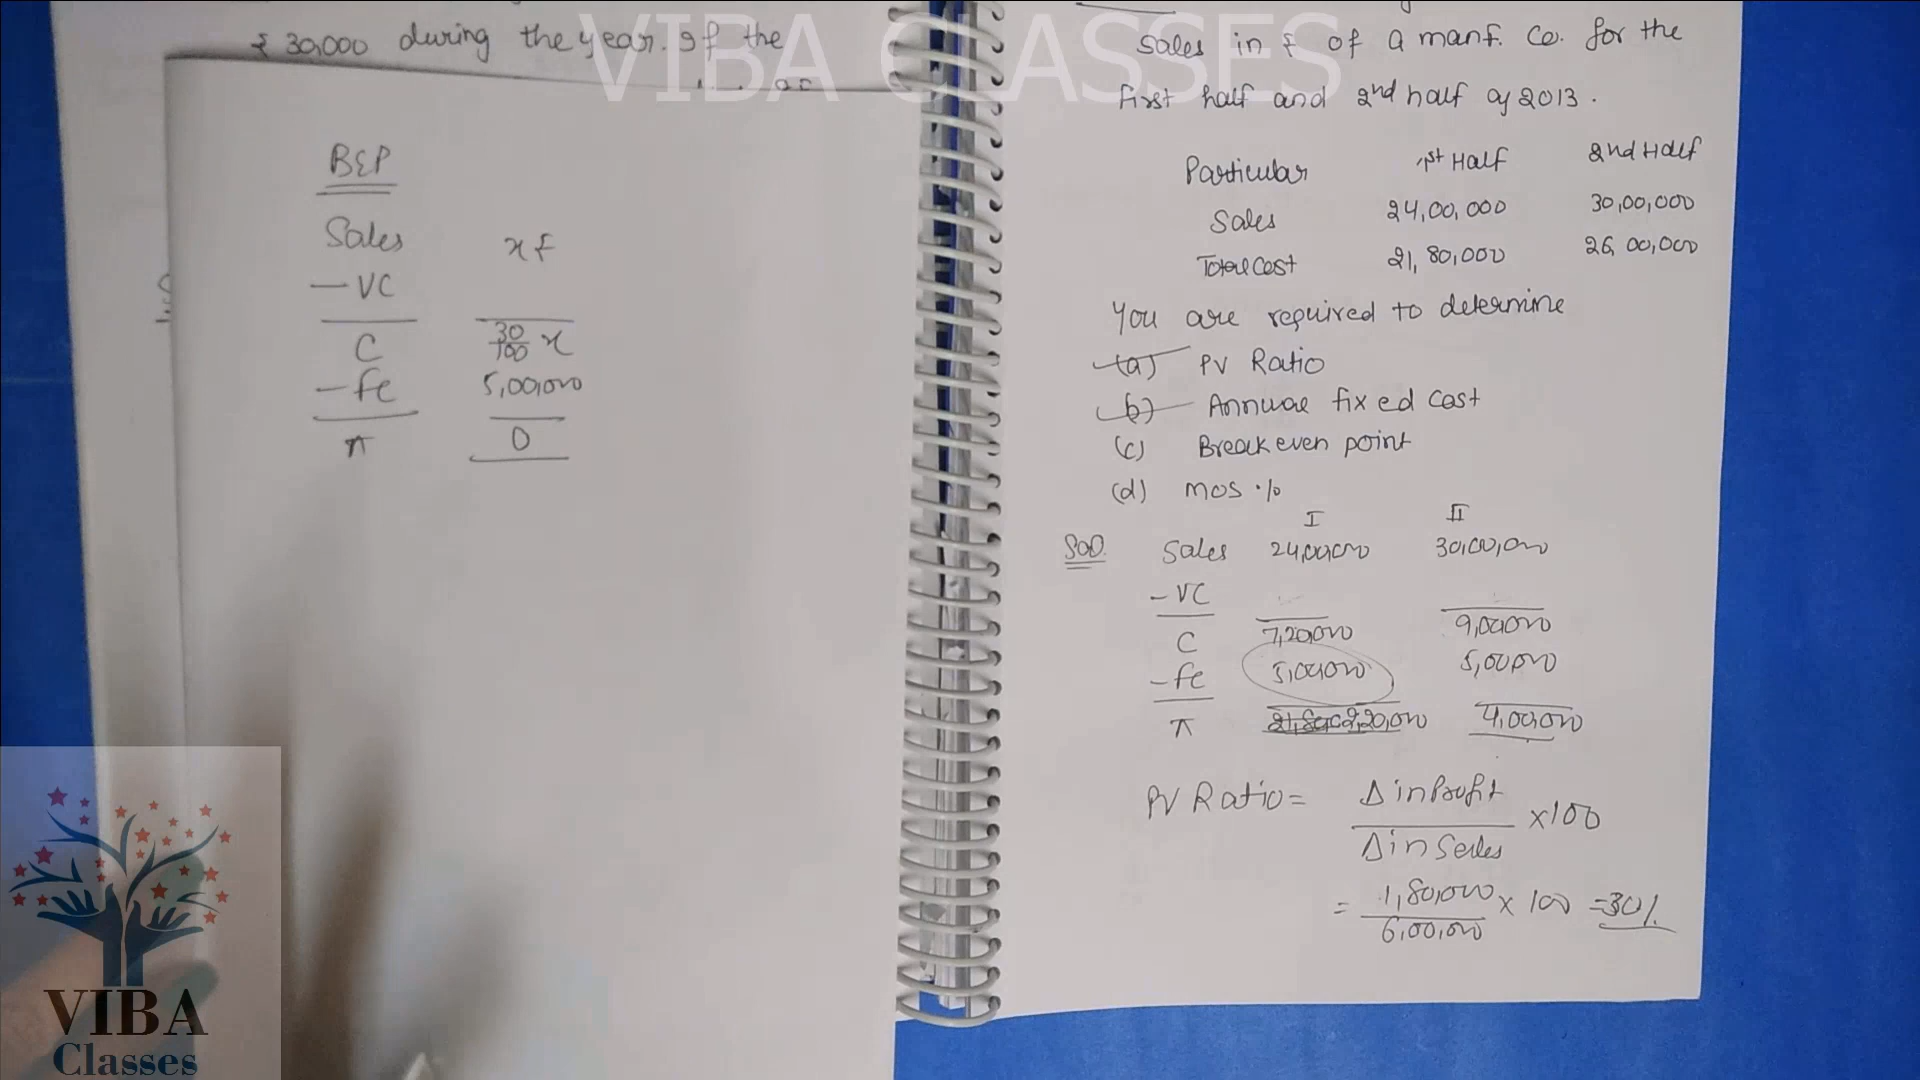 VIBA CLASSES
₹ 30,000 during the year. If the
BEP
Sales x ₹
- VC
C 30/100 x
- FC 5,00,000
π 0
Sales in ₹ of a manf. Co. for the
first half and 2nd half of 2013.
Particular 1st Half 2nd Half
Sales 24,00,000 30,00,000
Total Cost 21,80,000 26,00,000
You are required to determine
(a) PV Ratio
(b) Annual fixed Cost
(c) Break even point
(d) MOS %
I II
Sol. Sales 24,00,000 30,00,000
- VC
C 7,20,000 9,00,000
- FC 5,00,000 5,00,000
π 2,20,000 4,00,000
PV Ratio = Δ in Profit / Δ in Sales × 100
= 1,80,000 / 6,00,000 × 100 = 30%
VIBA
Classes